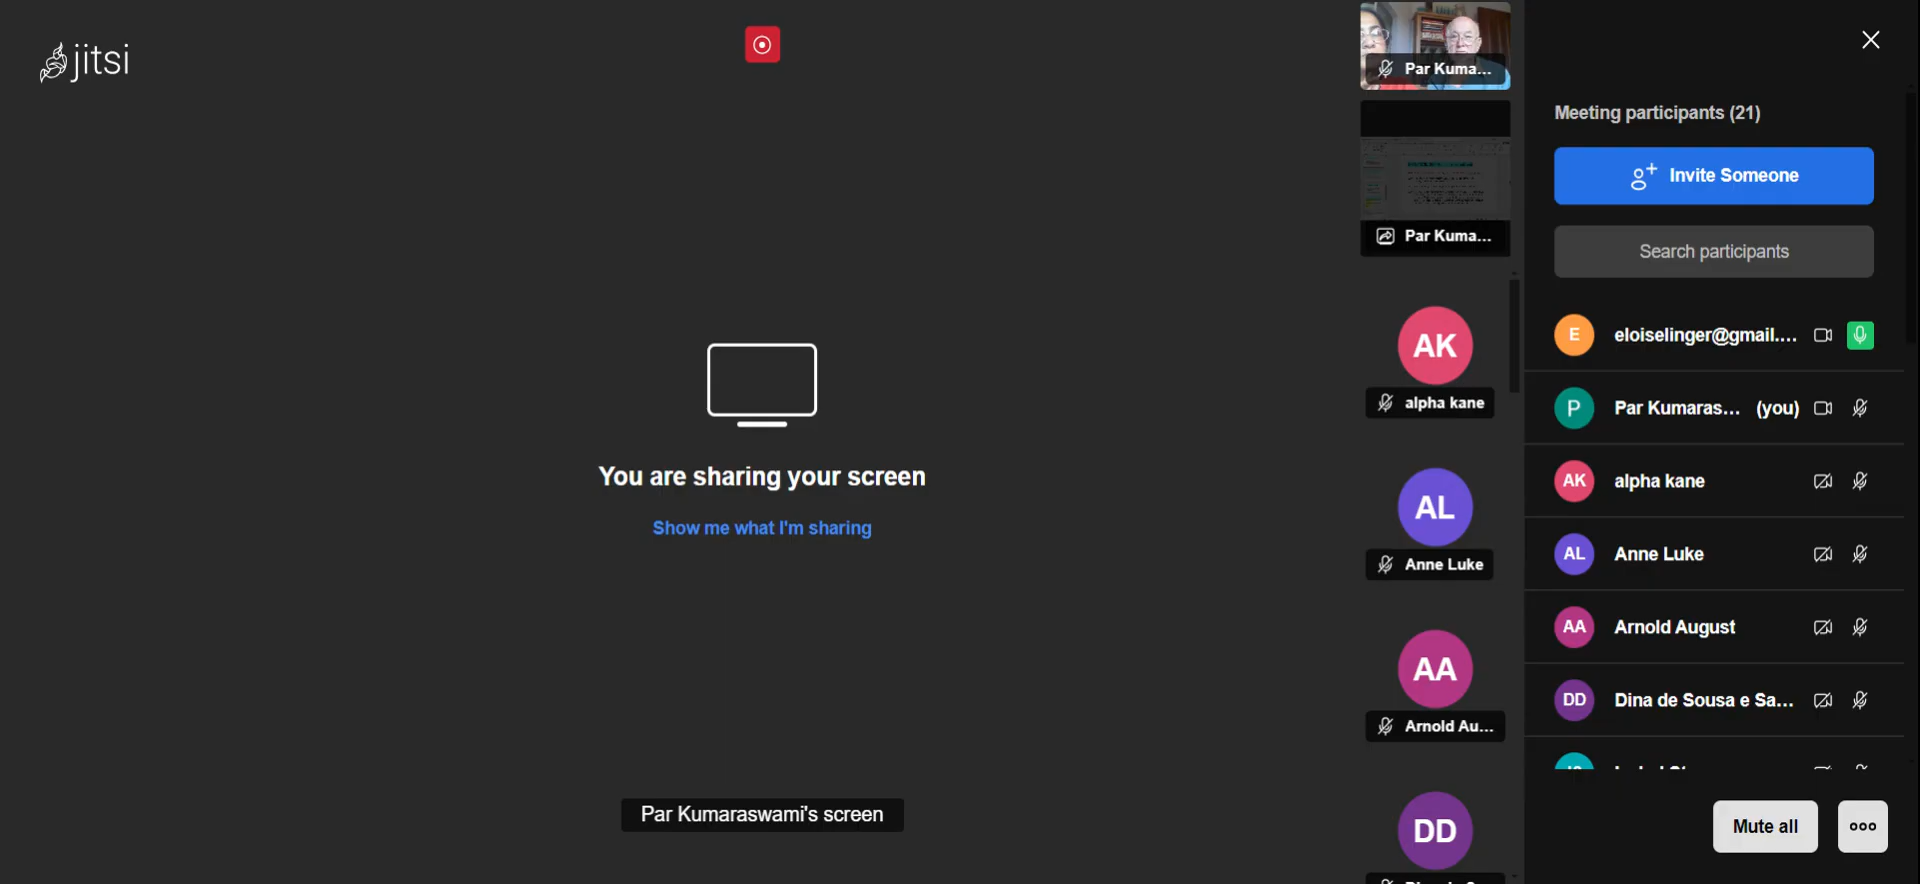 jitsi
You are sharing your screen
Show me what I'm sharing
Par Kumaraswami's screen
Par Kuma...
Par Kuma...
AK
alpha kane
AL
Anne Luke
AA
Arnold Au...
DD
Meeting participants (21)
Invite Someone
Search participants
E eloiselinger@gmail....
P Par Kumaras... (you)
AK alpha kane
AL Anne Luke
AA Arnold August
DD Dina de Sousa e Sa...
Mute all